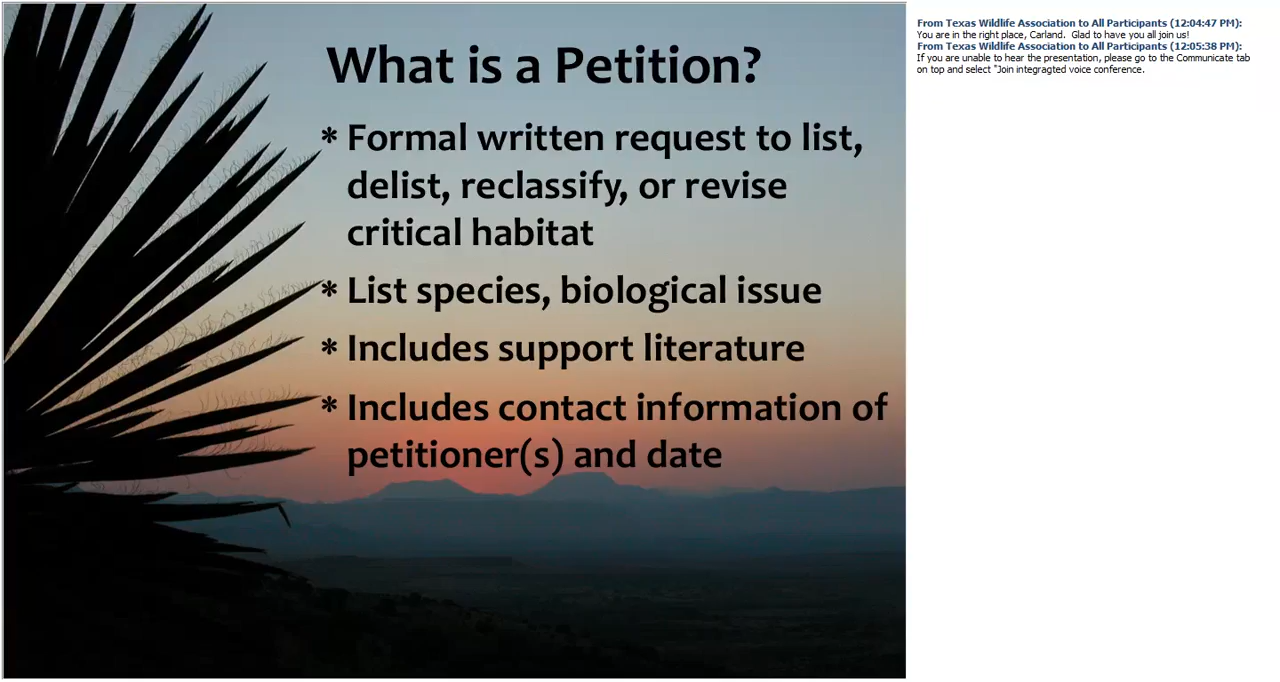 What is a Petition?
* Formal written request to list,
delist, reclassify, or revise
critical habitat
* List species, biological issue
* Includes support literature
* Includes contact information of
petitioner(s) and date
From Texas Wildlife Association to All Participants (12:04:47 PM):
You are in the right place, Carland. Glad to have you all join us!
From Texas Wildlife Association to All Participants (12:05:38 PM):
If you are unable to hear the presentation, please go to the Communicate tab
on top and select "Join integragted voice conference.